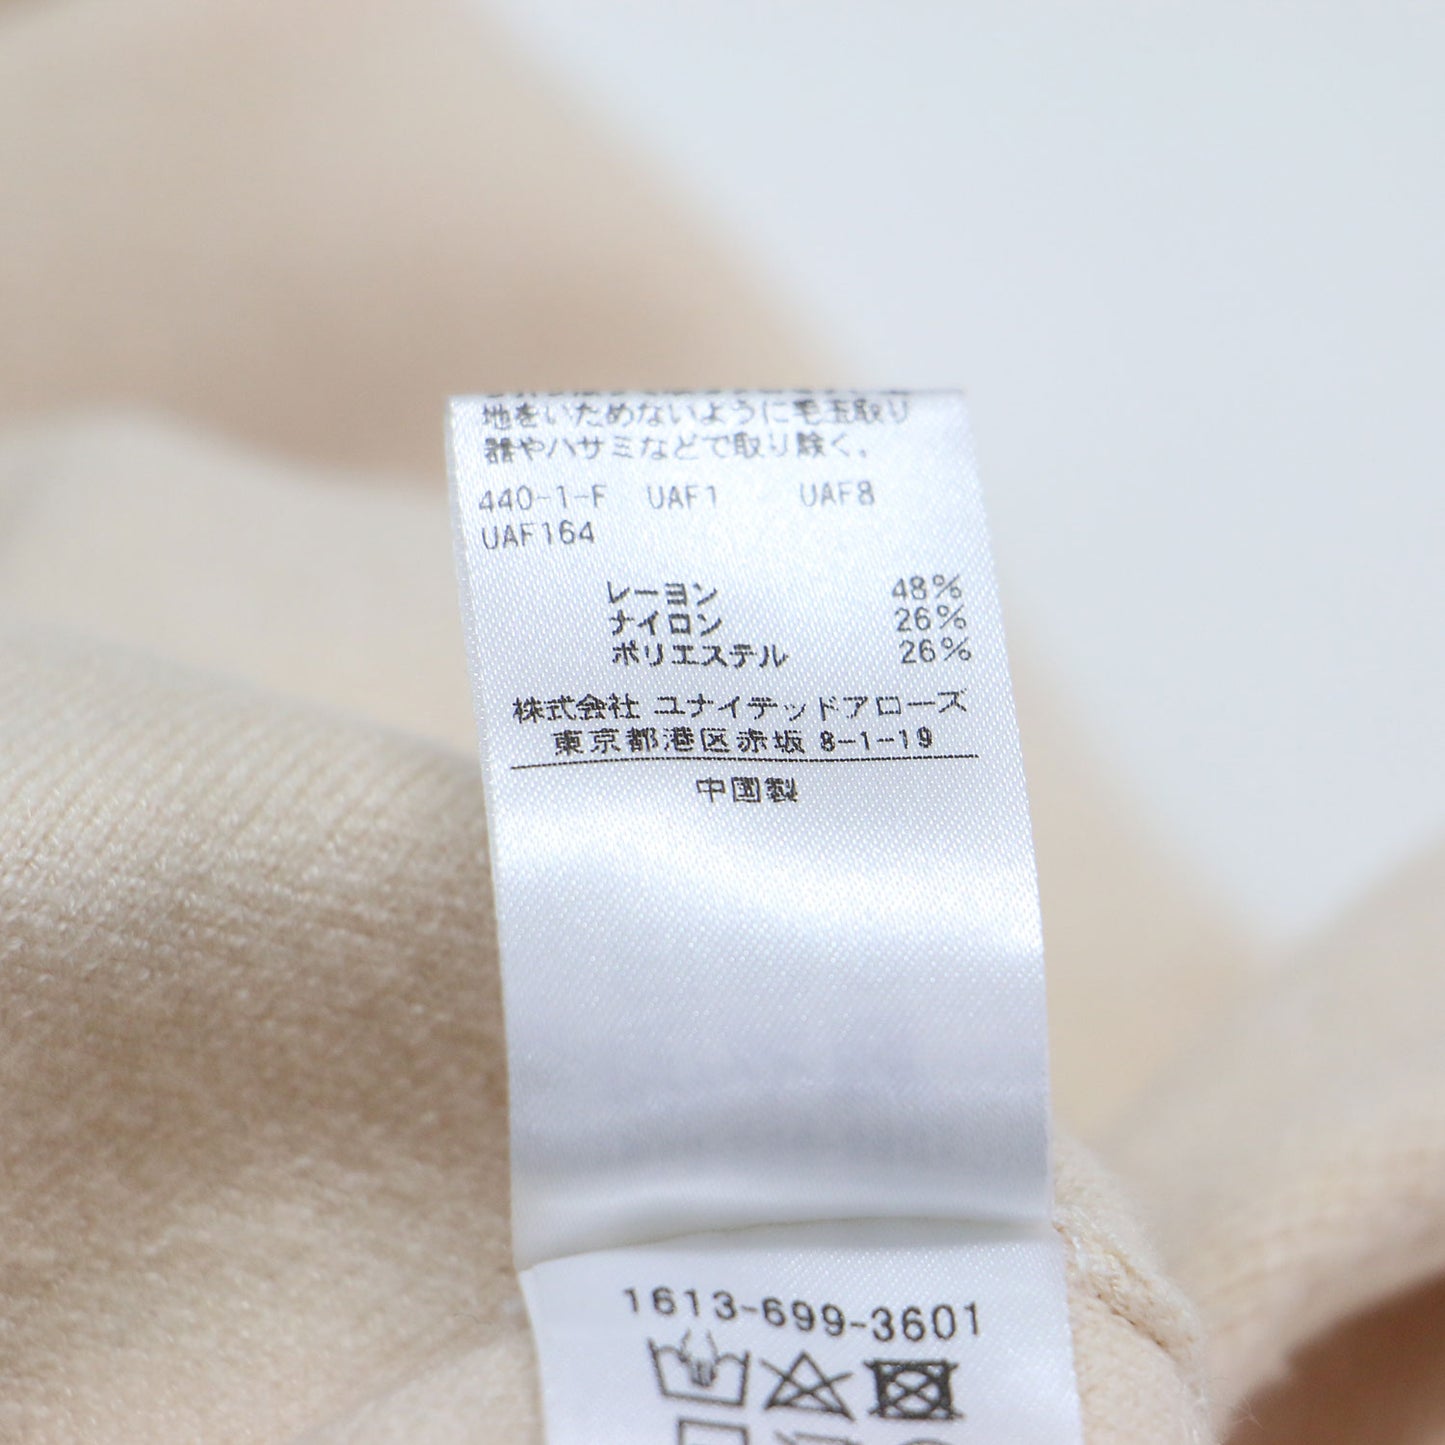 地をいためないように毛玉取り
器やハサミなどで取り除く。
440-1-F UAF1 UAF8
UAF164
レーヨン 48%
ナイロン 26%
ポリエステル 26%
株式会社 ユナイテッドアローズ
東京都港区赤坂 8-1-19
中国製
1613-699-3601